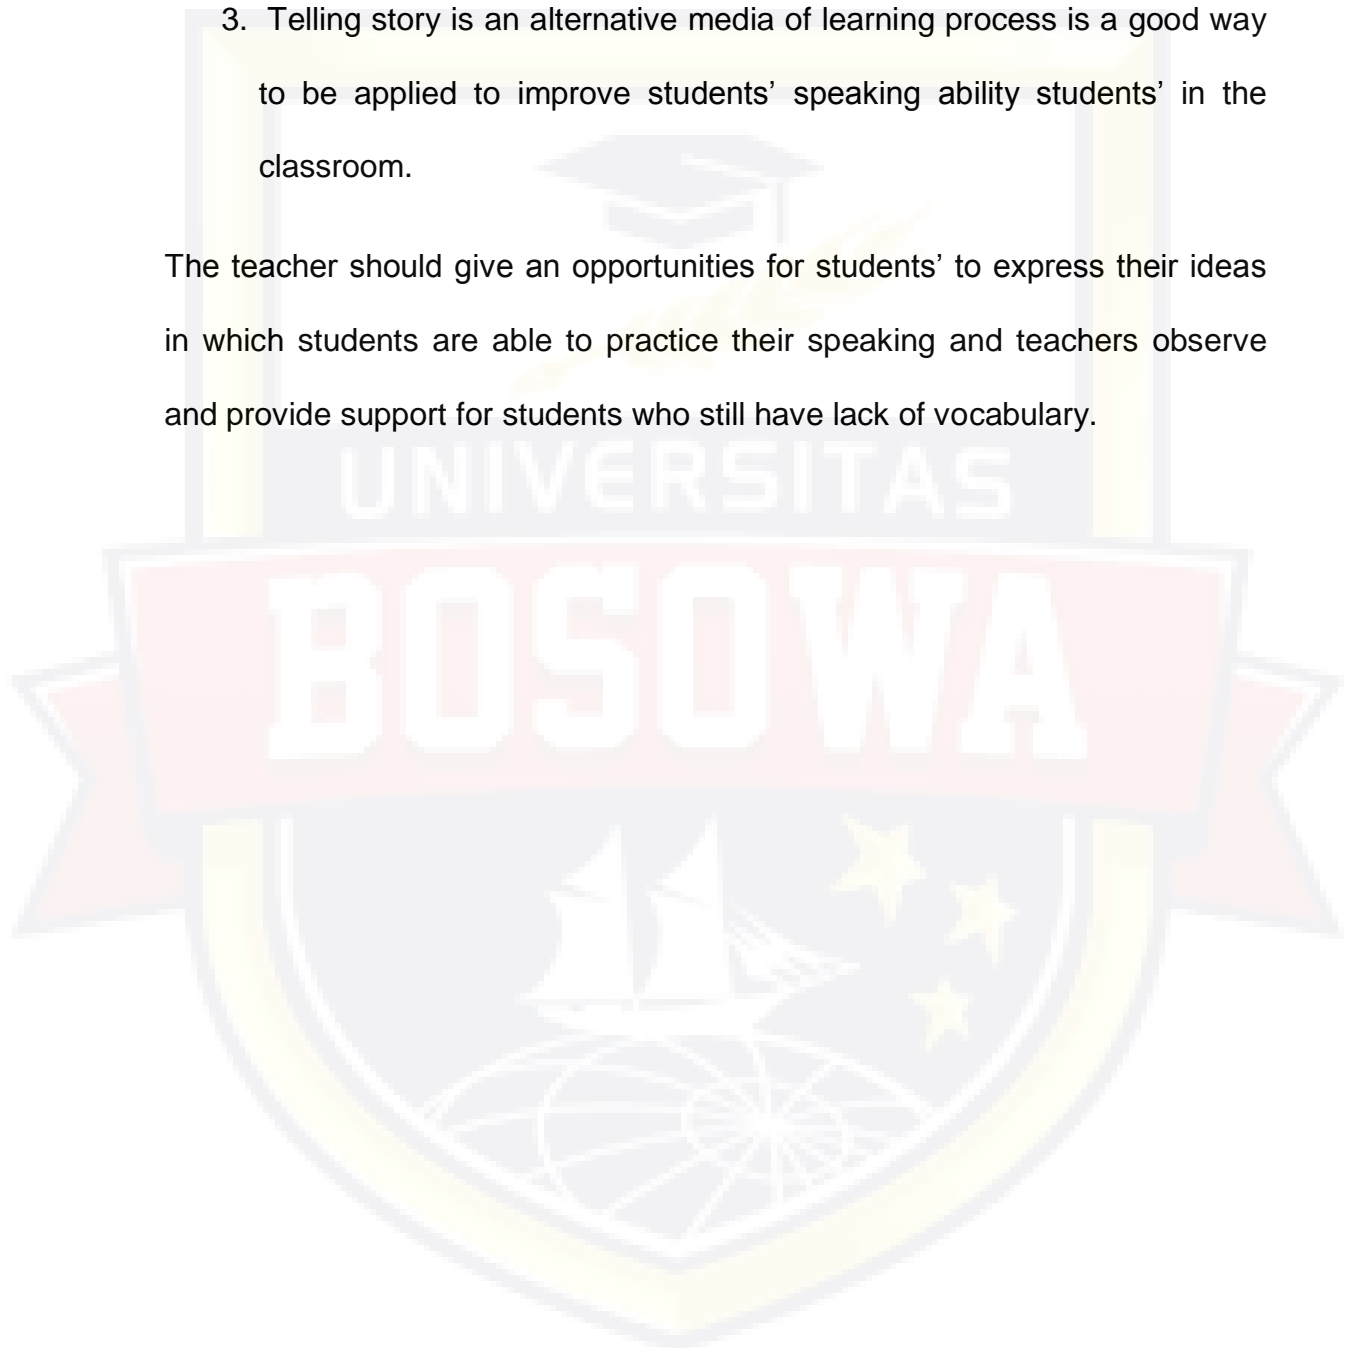 3. Telling story is an alternative media of learning process is a good way
to be applied to improve students’ speaking ability students’ in the
classroom.
The teacher should give an opportunities for students’ to express their ideas
in which students are able to practice their speaking and teachers observe
and provide support for students who still have lack of vocabulary.
UNIVERSITAS
BOSOWA